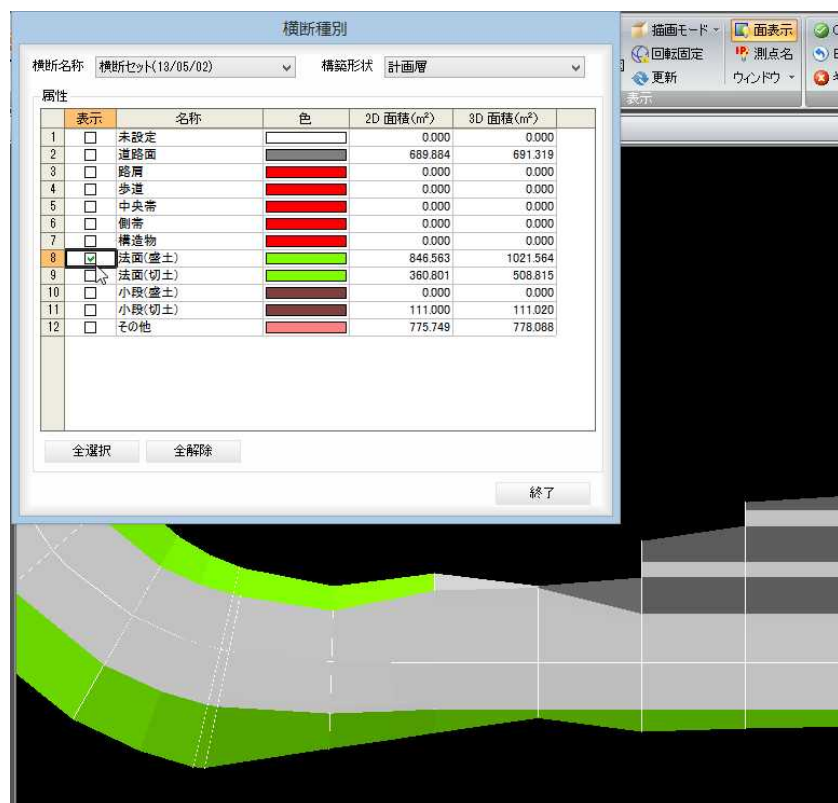 横断種別
横断名称 横断セット(13/05/02) 構築形状 計画層
属性
表示 名称 色 2D 面積(m²) 3D 面積(m²)
1 未設定 0.000 0.000
2 道路面 689.884 691.319
3 路肩 0.000 0.000
4 歩道 0.000 0.000
5 中央帯 0.000 0.000
6 側帯 0.000 0.000
7 構造物 0.000 0.000
8 法面(盛土) 846.563 1021.564
9 法面(切土) 360.801 508.815
10 小段(盛土) 0.000 0.000
11 小段(切土) 111.000 111.020
12 その他 775.749 778.088
全選択 全解除
終了
描画モード 面表示
回転固定 測点名
更新 ウィンドウ
表示